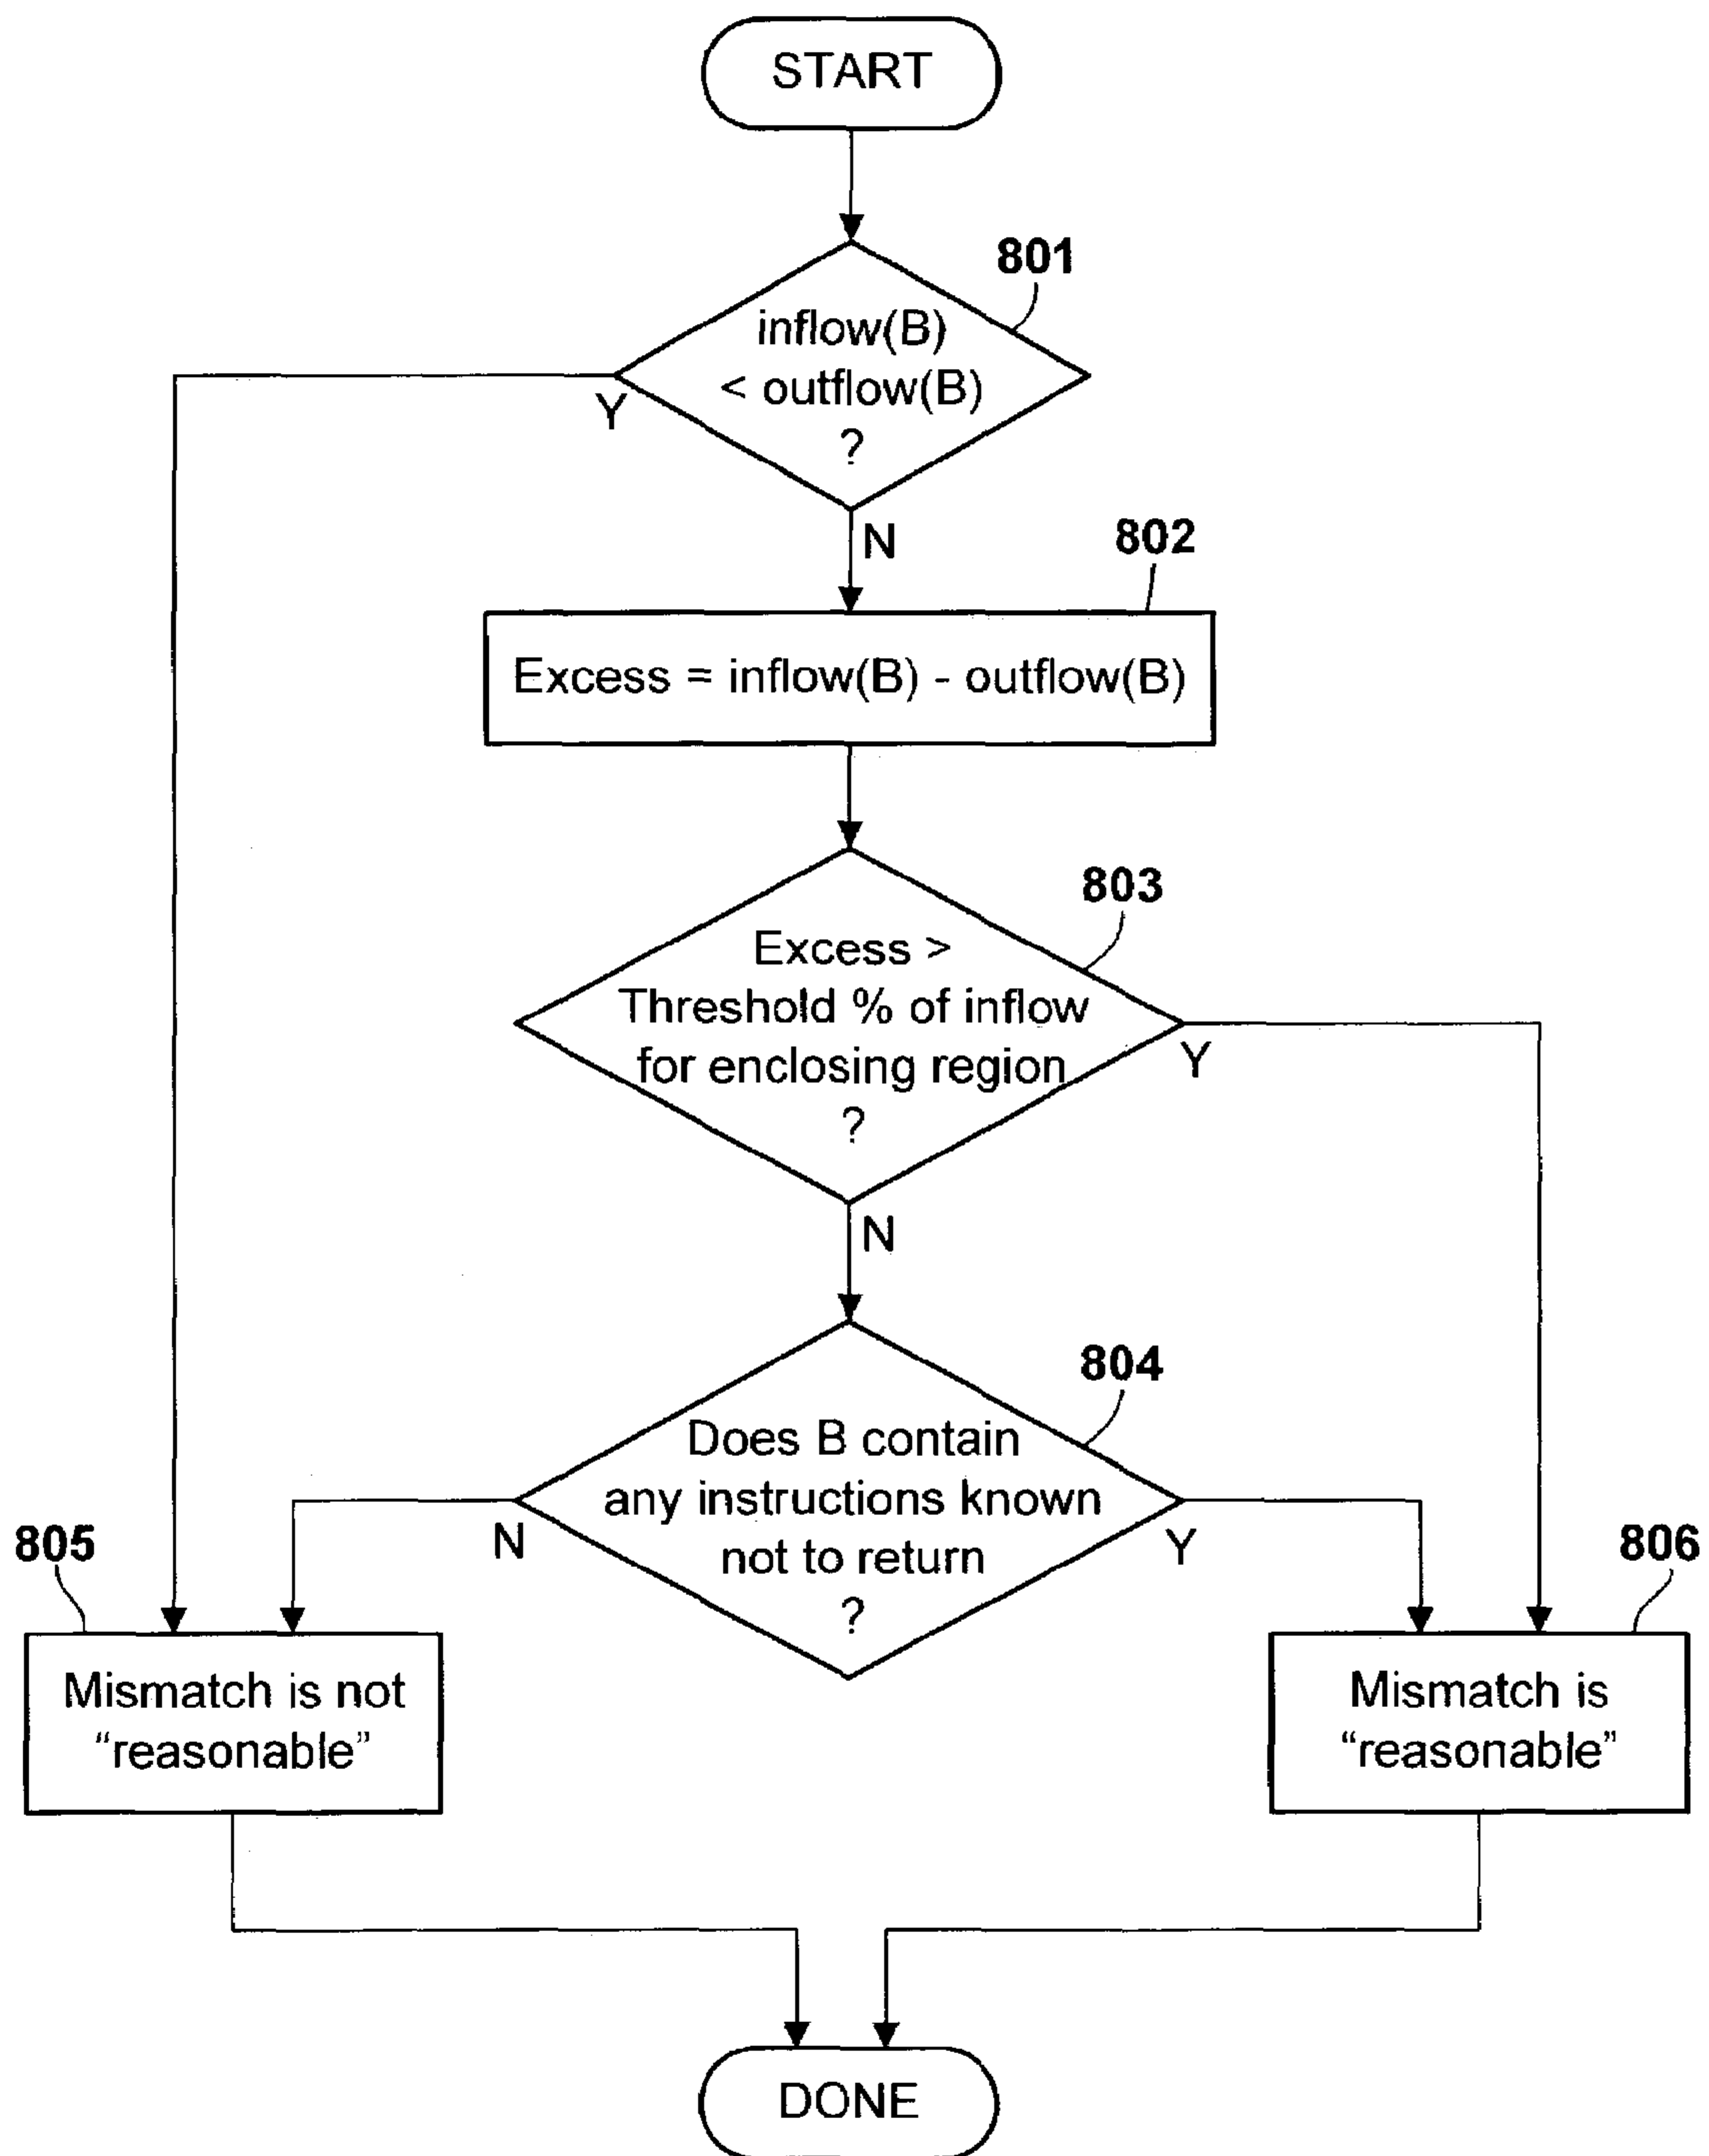 START
801
inflow(B)
< outflow(B)
?
Y
N
802
Excess = inflow(B) - outflow(B)
803
Excess >
Threshold % of inflow
for enclosing region
?
Y
N
804
Does B contain
any instructions known
not to return
?
N
Y
805
806
Mismatch is not
“reasonable”
Mismatch is
“reasonable”
DONE